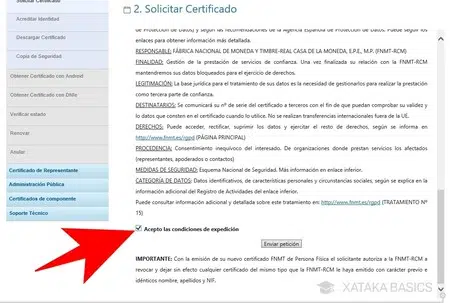 Solicitar Certificado
Acreditar Identidad
Descargar Certificado
Copia de Seguridad
Obtener Certificado con Android
Obtener Certificado con DNIe
Verificar estado
Renovar
Anular
Certificado de Representante
Administración Pública
Certificados de componente
Soporte Técnico
2. Solicitar Certificado
de Protección de Datos) y según las recomendaciones de la Agencia Española de Protección de Datos. Puede seguir los
enlaces para obtener información más detallada.
RESPONSABLE: FÁBRICA NACIONAL DE MONEDA Y TIMBRE-REAL CASA DE LA MONEDA, E.P.E., M.P. (FNMT-RCM)
FINALIDAD: Gestión de la prestación de servicios de confianza. Una vez finalizada su relación con la FNMT-RCM
mantendremos sus datos bloqueados para el ejercicio de derechos.
LEGITIMACIÓN: La base jurídica para el tratamiento de sus datos es la necesidad de gestionarlos para realizar la prestación
como tercera parte de confianza.
DESTINATARIOS: Se comunicará su nº de serie del certificado a terceros con el fin de que puedan comprobar su validez y
lo datos que consten en el certificado cuando lo utilice. No se realizan transferencias internacionales fuera de la UE.
DERECHOS: Puede acceder, rectificar, suprimir los datos y ejercitar el resto de derechos, según se informa en
http://www.fnmt.es/rgpd (PÁGINA PRINCIPAL)
PROCEDENCIA: Consentimiento inequívoco del interesado. De organizaciones donde prestan servicios los afectados
(representantes, apoderados o contactos)
MEDIDAS DE SEGURIDAD: Esquema Nacional de Seguridad. Más información en enlace inferior.
CATEGORÍA DE DATOS: Datos identificativos, de características personales y circunstancias sociales, según se explica en la
información adicional del Registro de Actividades del enlace inferior.
Puede consultar información adicional y detallada sobre este tratamiento en: http://www.fnmt.es/rgpd (TRATAMIENTO Nº
15)
Acepto las condiciones de expedición
Enviar petición
IMPORTANTE: Con la emisión de su nuevo certificado FNMT de Persona Física el solicitante autoriza a la FNMT-RCM a
revocar y dejar sin efecto cualquier certificado del mismo tipo que la FNMT-RCM le haya emitido con carácter previo e
idénticos nombre, apellidos y NIF.
XATAKA BASICS